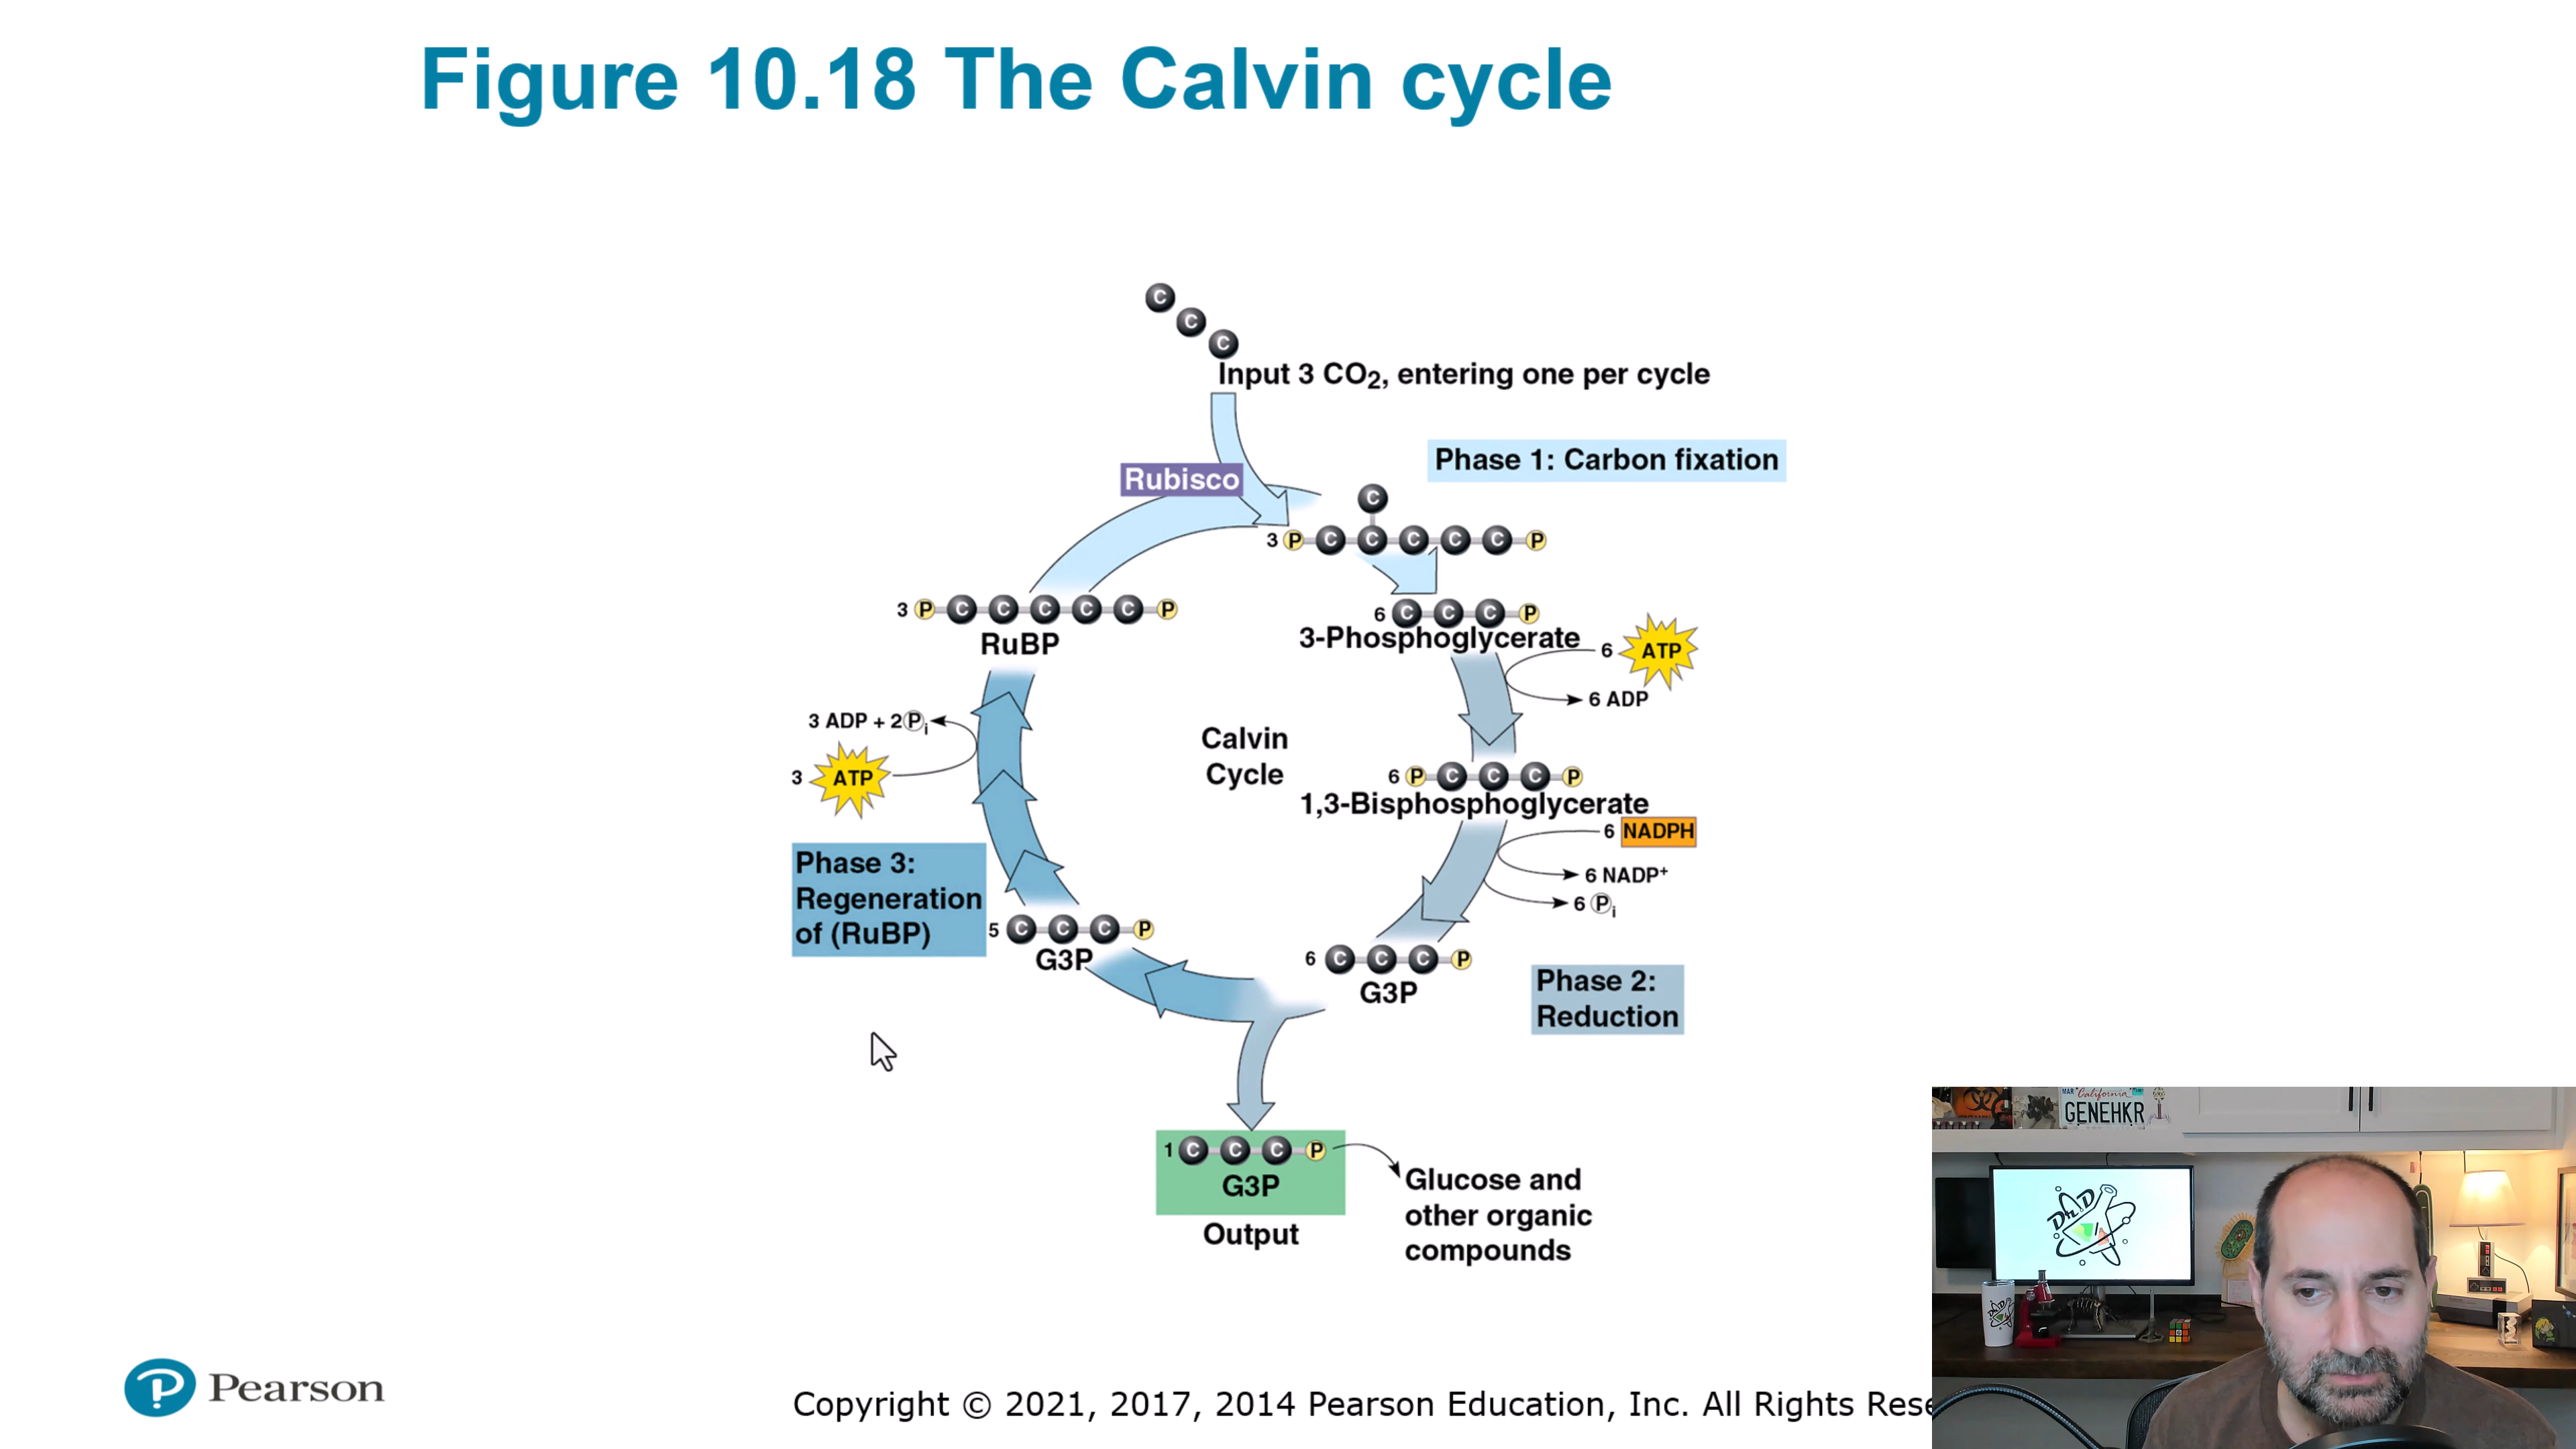 Figure 10.18 The Calvin cycle
C
C
C
Input 3 CO₂, entering one per cycle
Phase 1: Carbon fixation
Rubisco
C
3 P C C C C C P
3 P C C C C C P
RuBP
6 C C C P
3-Phosphoglycerate
6 ATP
6 ADP
3 ADP + 2 Pi
3 ATP
Calvin
Cycle
6 P C C C P
1,3-Bisphosphoglycerate
6 NADPH
6 NADP⁺
6 Pi
Phase 3:
Regeneration
of (RuBP)
5 C C C P
G3P
6 C C C P
G3P
Phase 2:
Reduction
1 C C C P
G3P
Output
Glucose and
other organic
compounds
MAR California
GENEHKR
Dr. D
Pearson
Copyright © 2021, 2017, 2014 Pearson Education, Inc. All Rights Rese